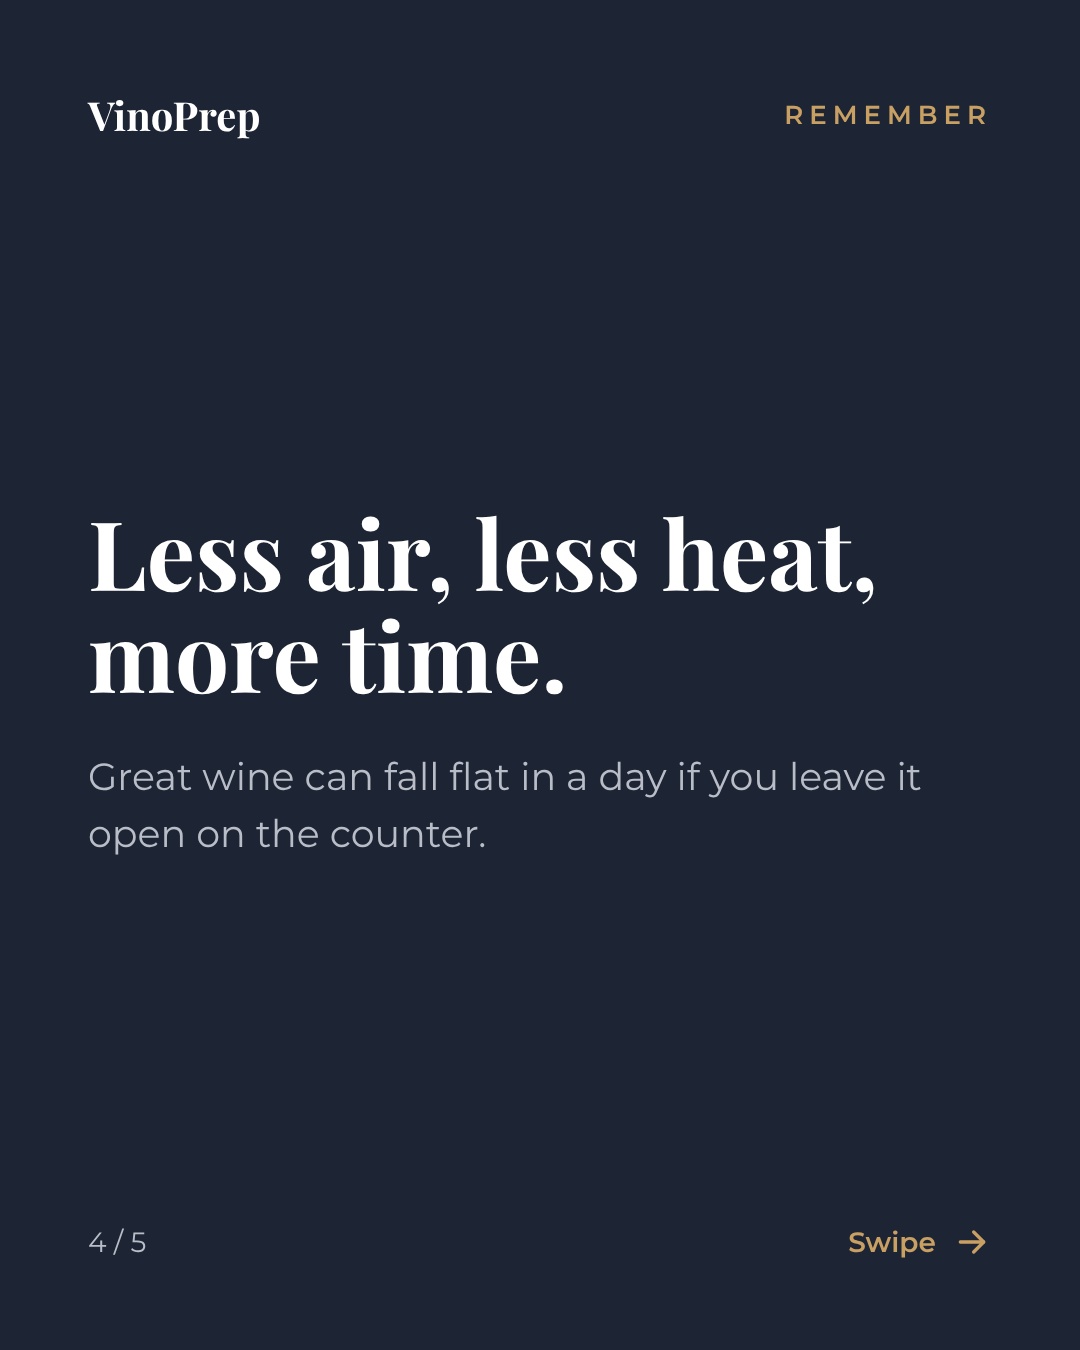 VinoPrep
REMEMBER
Less air, less heat,
more time.
Great wine can fall flat in a day if you leave it
open on the counter.
4 / 5
Swipe →